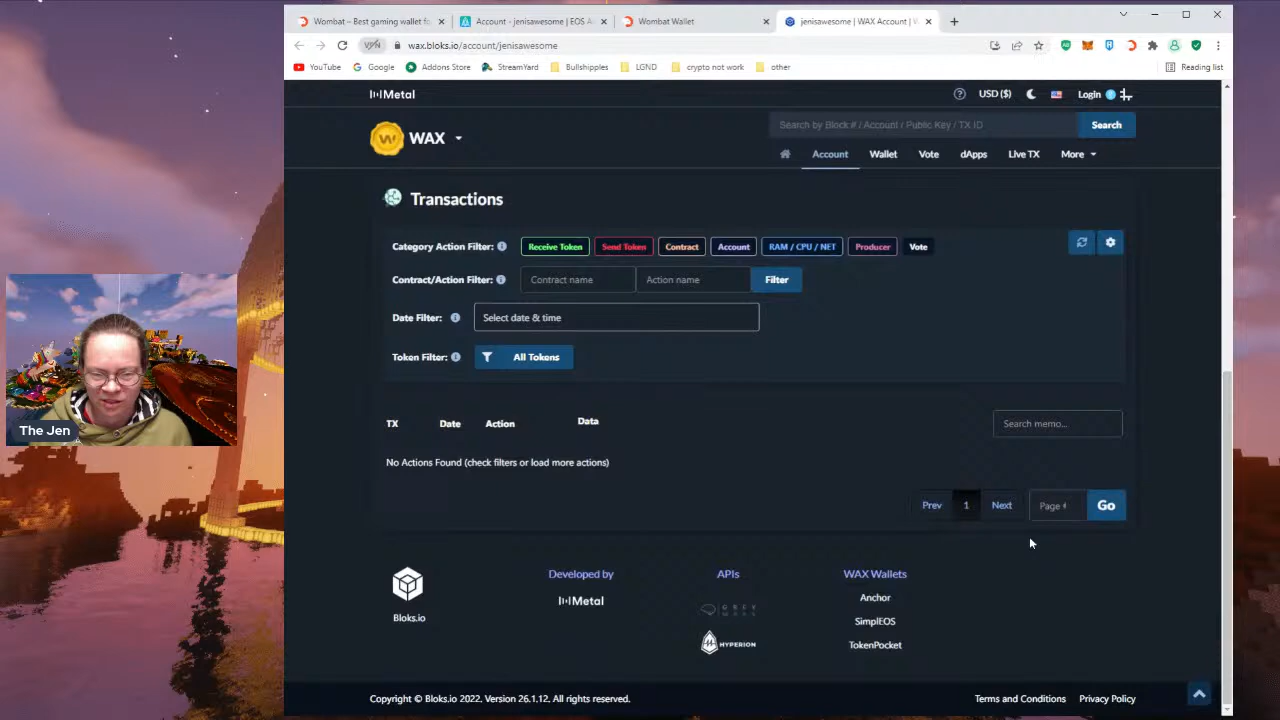 Wombat – Best gaming wallet fo
Account - jenisawesome | EOS A
Wombat Wallet
jenisawesome | WAX Account | W
VPN
wax.bloks.io/account/jenisawesome
YouTube
Google
Addons Store
StreamYard
Bullshipples
LGND
crypto not work
other
Reading list
Metal
USD ($)
Login
WAX
Search by Block # / Account / Public Key / TX ID
Search
Account
Wallet
Vote
dApps
Live TX
More
Transactions
Category Action Filter:
Receive Token
Send Token
Contract
Account
RAM / CPU / NET
Producer
Vote
Contract/Action Filter:
Contract name
Action name
Filter
Date Filter:
Select date & time
Token Filter:
All Tokens
TX
Date
Action
Data
Search memo...
No Actions Found (check filters or load more actions)
Prev
1
Next
Page #
Go
The Jen
Bloks.io
Developed by
Metal
APIs
HYPERION
WAX Wallets
Anchor
SimplEOS
TokenPocket
Copyright © Bloks.io 2022. Version 26.1.12. All rights reserved.
Terms and Conditions
Privacy Policy